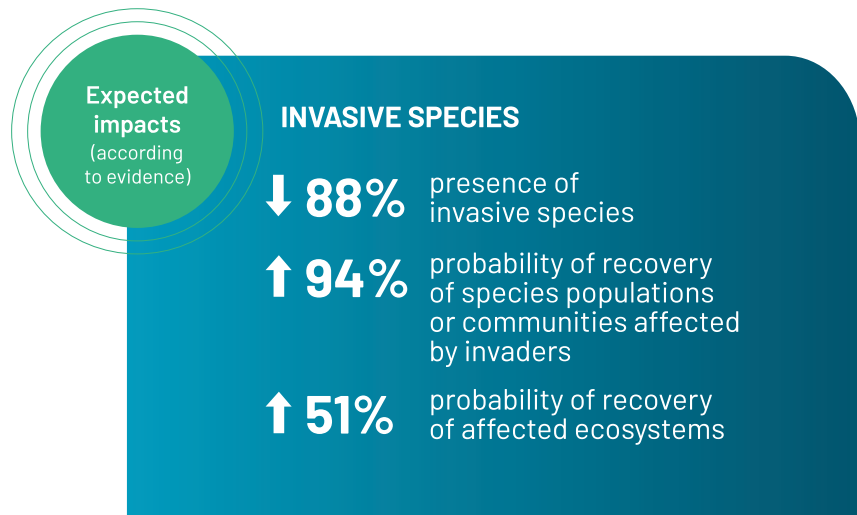 Expected
impacts
(according
to evidence)
INVASIVE SPECIES
↓ 88% presence of
invasive species
↑ 94% probability of recovery
of species populations
or communities affected
by invaders
↑ 51% probability of recovery
of affected ecosystems